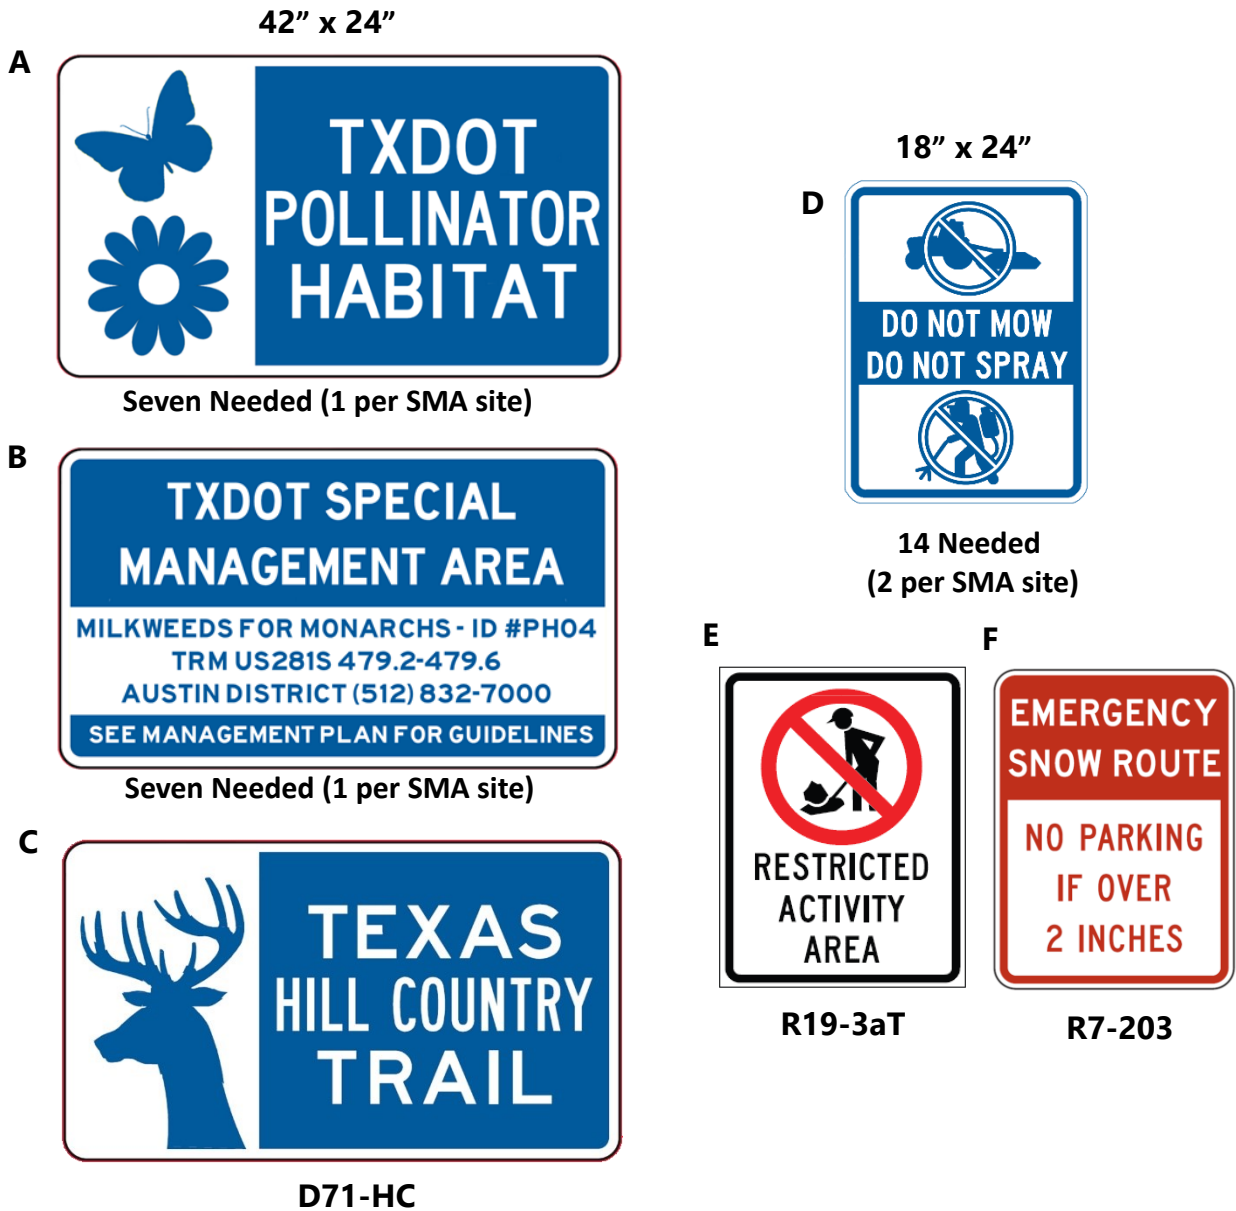 42” x 24”
A
TXDOT
POLLINATOR
HABITAT
Seven Needed (1 per SMA site)
B
TXDOT SPECIAL
MANAGEMENT AREA
MILKWEEDS FOR MONARCHS - ID #PH04
TRM US281S 479.2-479.6
AUSTIN DISTRICT (512) 832-7000
SEE MANAGEMENT PLAN FOR GUIDELINES
Seven Needed (1 per SMA site)
C
TEXAS
HILL COUNTRY
TRAIL
D71-HC
18” x 24”
D
DO NOT MOW
DO NOT SPRAY
14 Needed
(2 per SMA site)
E
RESTRICTED
ACTIVITY
AREA
R19-3aT
F
EMERGENCY
SNOW ROUTE
NO PARKING
IF OVER
2 INCHES
R7-203